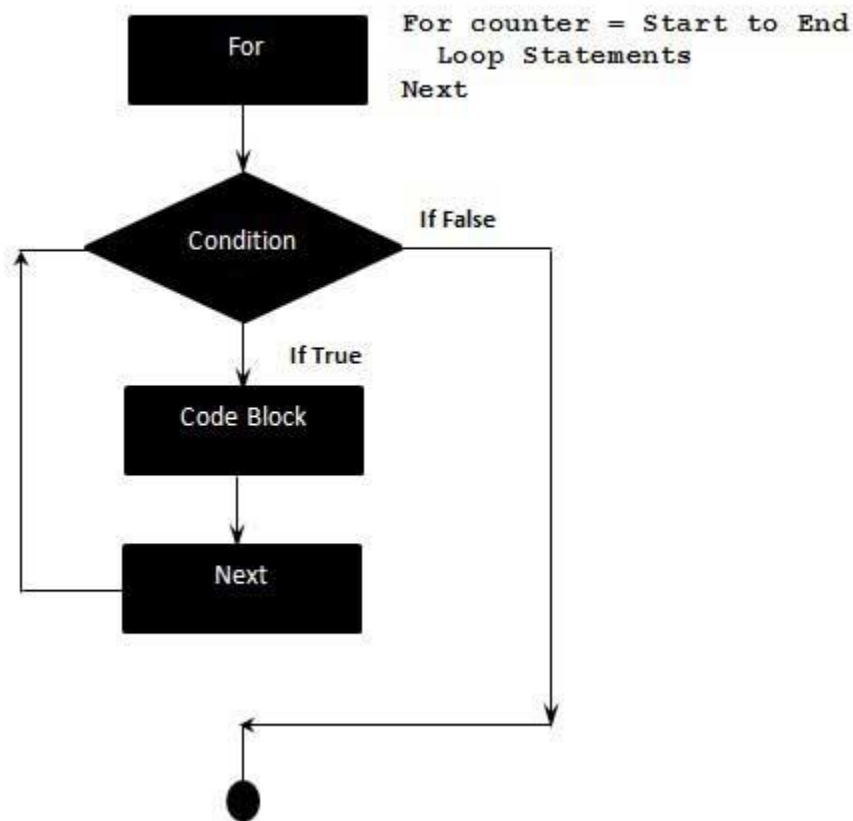 For
For counter = Start to End
Loop Statements
Next
Condition
If False
If True
Code Block
Next